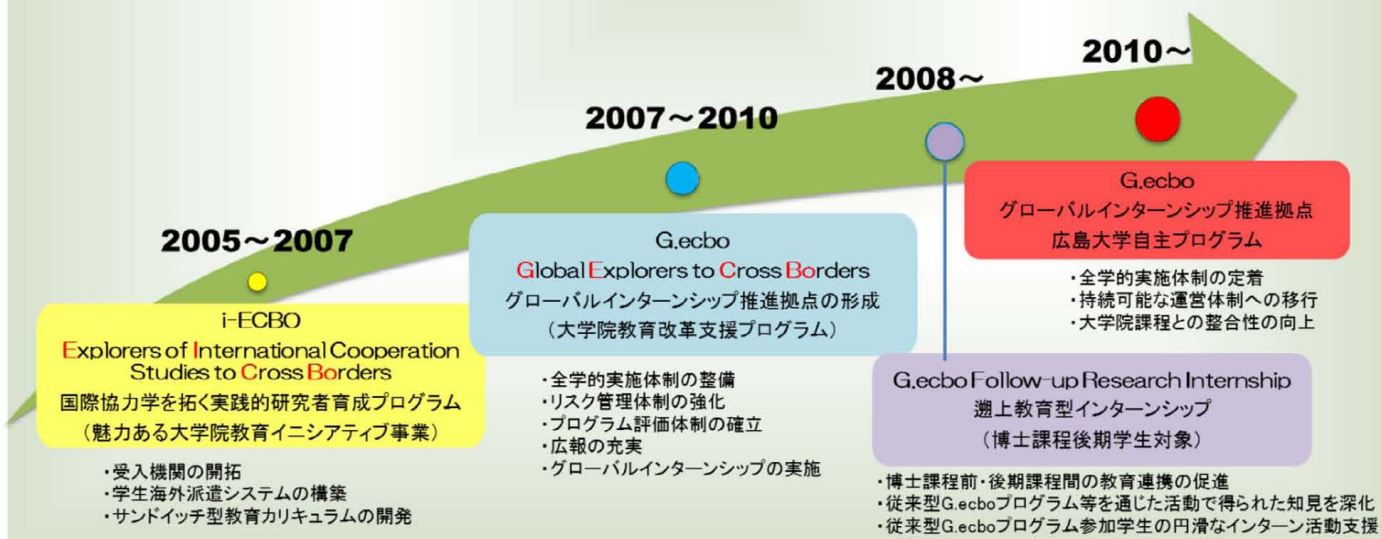 2005～2007
i-ECBO
Explorers of International Cooperation
Studies to Cross Borders
国際協力学を拓く実践的研究者育成プログラム
（魅力ある大学院教育イニシアティブ事業）
・受入機関の開拓
・学生海外派遣システムの構築
・サンドイッチ型教育カリキュラムの開発
2007～2010
G.ecbo
Global Explorers to Cross Borders
グローバルインターンシップ推進拠点の形成
（大学院教育改革支援プログラム）
・全学的実施体制の整備
・リスク管理体制の強化
・プログラム評価体制の確立
・広報の充実
・グローバルインターンシップの実施
2008～
G.ecbo Follow-up Research Internship
遡上教育型インターンシップ
（博士課程後期学生対象）
・博士課程前・後期課程間の教育連携の促進
・従来型G.ecboプログラム等を通じた活動で得られた知見を深化
・従来型G.ecboプログラム参加学生の円滑なインターン活動支援
2010～
G.ecbo
グローバルインターンシップ推進拠点
広島大学自主プログラム
・全学的実施体制の定着
・持続可能な運営体制への移行
・大学院課程との整合性の向上